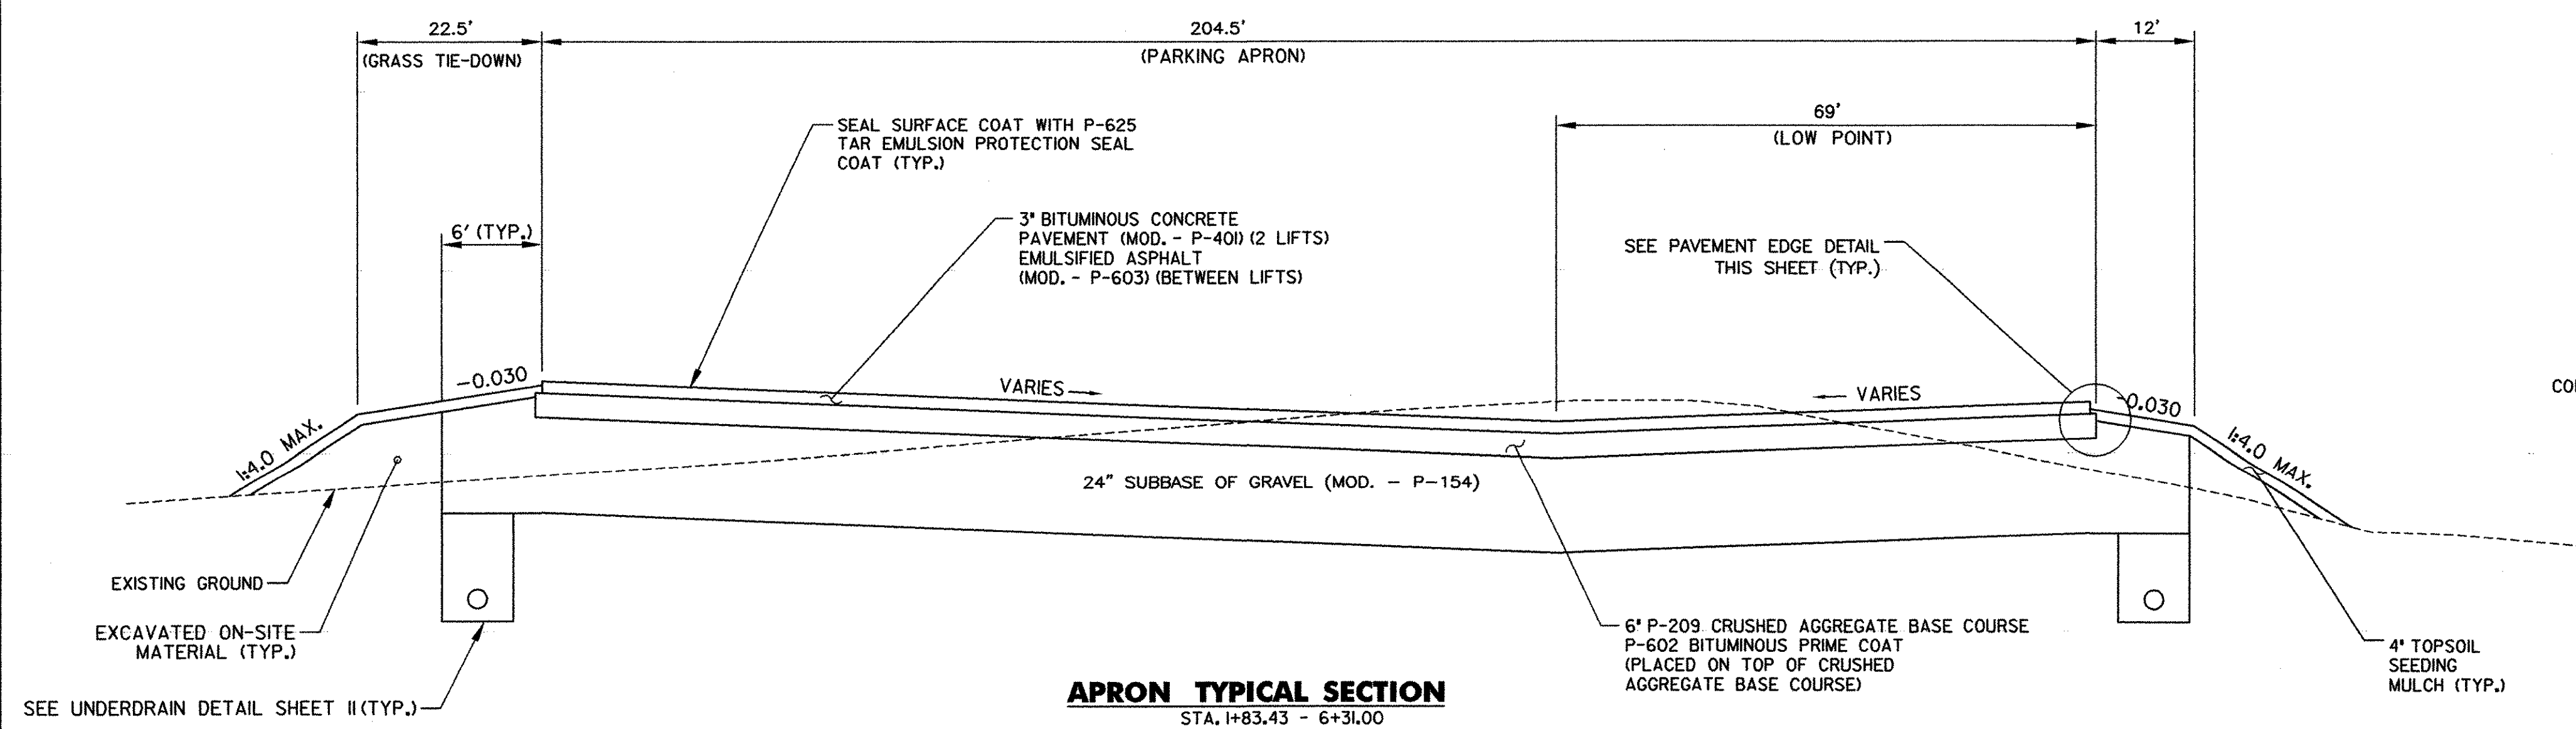 22.5'
(GRASS TIE-DOWN)
204.5'
(PARKING APRON)
12'
69'
(LOW POINT)
SEAL SURFACE COAT WITH P-625
TAR EMULSION PROTECTION SEAL
COAT (TYP.)
6' (TYP.)
3" BITUMINOUS CONCRETE
PAVEMENT (MOD. - P-401) (2 LIFTS)
EMULSIFIED ASPHALT
(MOD. - P-603) (BETWEEN LIFTS)
SEE PAVEMENT EDGE DETAIL
THIS SHEET (TYP.)
-0.030
VARIES
VARIES
-0.030
1:4.0 MAX.
1:4.0 MAX.
24" SUBBASE OF GRAVEL (MOD. - P-154)
EXISTING GROUND
EXCAVATED ON-SITE
MATERIAL (TYP.)
SEE UNDERDRAIN DETAIL SHEET 11 (TYP.)
6" P-209 CRUSHED AGGREGATE BASE COURSE
P-602 BITUMINOUS PRIME COAT
(PLACED ON TOP OF CRUSHED
AGGREGATE BASE COURSE)
4" TOPSOIL
SEEDING
MULCH (TYP.)
APRON TYPICAL SECTION
STA. 1+83.43 - 6+31.00